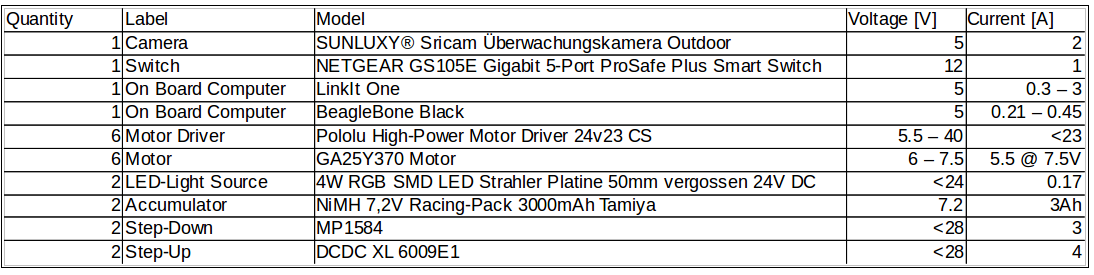 Quantity Label Model Voltage [V] Current [A]
1 Camera SUNLUXY® Sricam Überwachungskamera Outdoor 5 2
1 Switch NETGEAR GS105E Gigabit 5-Port ProSafe Plus Smart Switch 12 1
1 On Board Computer LinkIt One 5 0.3 – 3
1 On Board Computer BeagleBone Black 5 0.21 – 0.45
6 Motor Driver Pololu High-Power Motor Driver 24v23 CS 5.5 – 40 <23
6 Motor GA25Y370 Motor 6 – 7.5 5.5 @ 7.5V
2 LED-Light Source 4W RGB SMD LED Strahler Platine 50mm vergossen 24V DC <24 0.17
2 Accumulator NiMH 7,2V Racing-Pack 3000mAh Tamiya 7.2 3Ah
2 Step-Down MP1584 <28 3
2 Step-Up DCDC XL 6009E1 <28 4